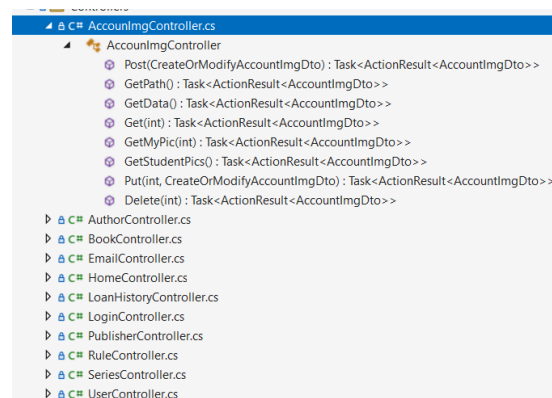 Controllers
C# AccounImgController.cs
AccounImgController
Post(CreateOrModifyAccountImgDto) : Task<ActionResult<AccountImgDto>>
GetPath() : Task<ActionResult<AccountImgDto>>
GetData() : Task<ActionResult<AccountImgDto>>
Get(int) : Task<ActionResult<AccountImgDto>>
GetMyPic(int) : Task<ActionResult<AccountImgDto>>
GetStudentPics() : Task<ActionResult<AccountImgDto>>
Put(int, CreateOrModifyAccountImgDto) : Task<ActionResult<AccountImgDto>>
Delete(int) : Task<ActionResult<AccountImgDto>>
C# AuthorController.cs
C# BookController.cs
C# EmailController.cs
C# HomeController.cs
C# LoanHistoryController.cs
C# LoginController.cs
C# PublisherController.cs
C# RuleController.cs
C# SeriesController.cs
C# UserController.cs